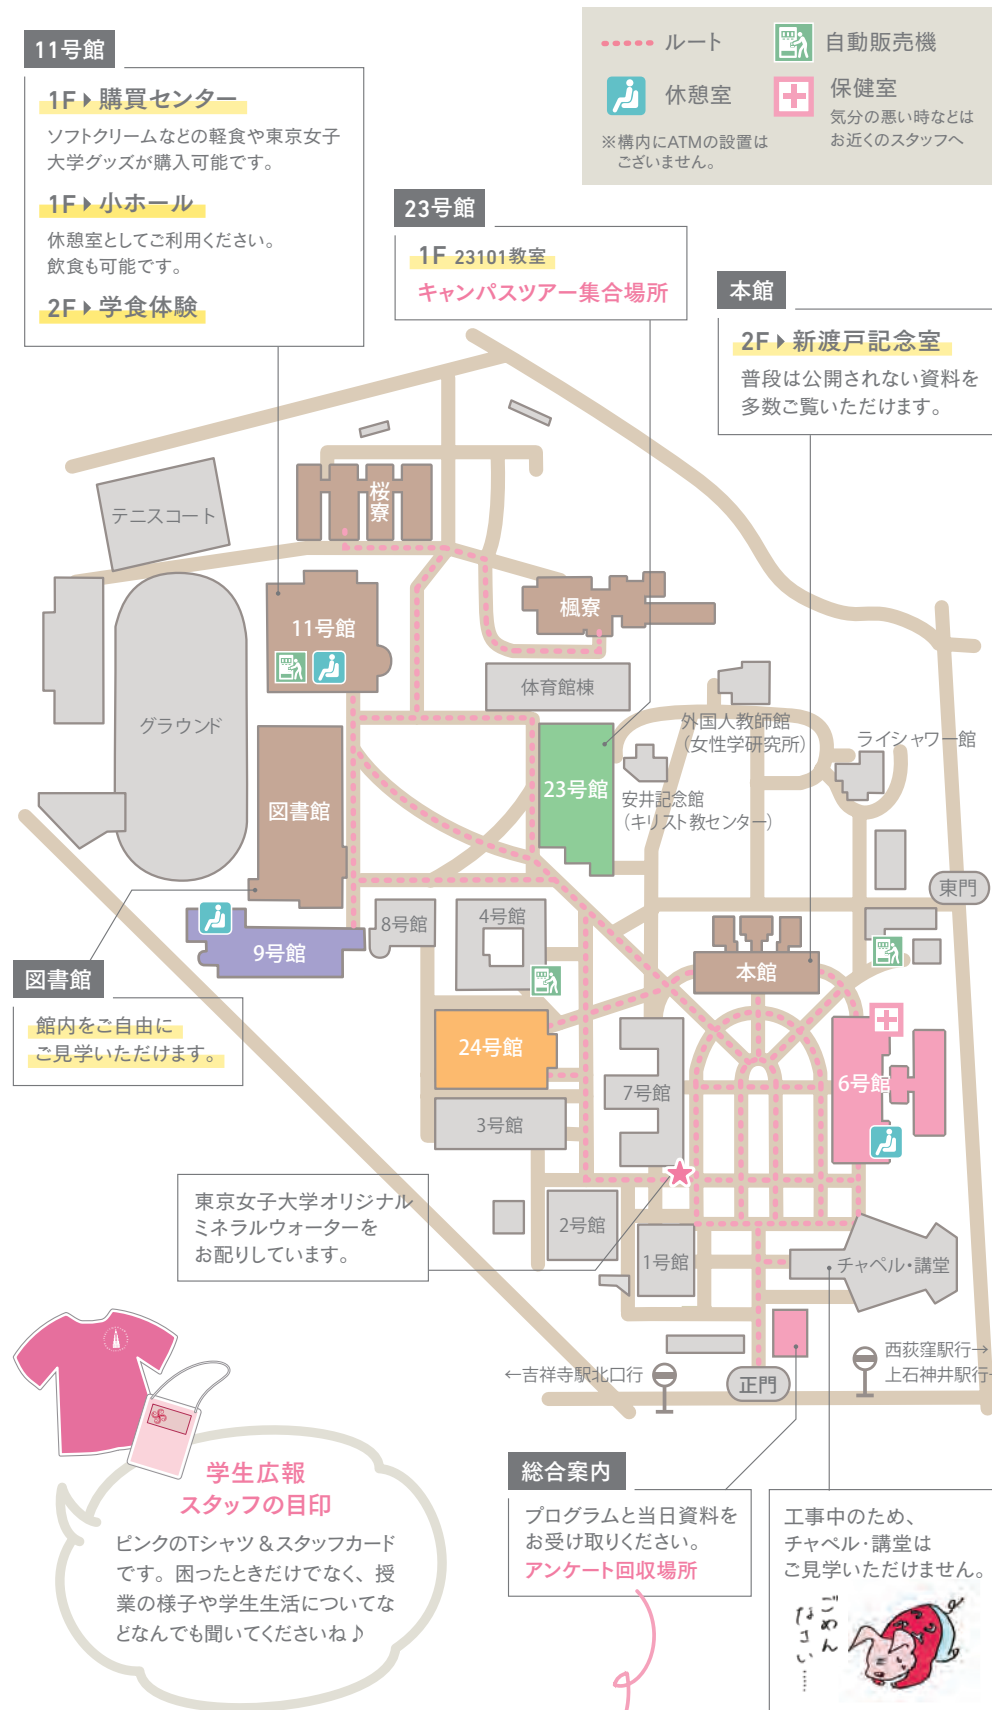 11号館
1F▶購買センター
ソフトクリームなどの軽食や東京女子
大学グッズが購入可能です。
1F▶小ホール
休憩室としてご利用ください。
飲食も可能です。
2F▶学食体験
ルート
自動販売機
休憩室
保健室
気分の悪い時などは
お近くのスタッフへ
※構内にATMの設置は
ございません。
23号館
1F 23101教室
キャンパスツアー集合場所
本館
2F▶新渡戸記念室
普段は公開されない資料を
多数ご覧いただけます。
テニスコート
桜寮
楓寮
11号館
体育館棟
グラウンド
外国人教師館
(女性学研究所)
ライシャワー館
23号館
図書館
安井記念館
(キリスト教センター)
東門
8号館
4号館
9号館
本館
図書館
館内をご自由に
ご見学いただけます。
24号館
7号館
6号館
3号館
東京女子大学オリジナル
ミネラルウォーターを
お配りしています。
2号館
1号館
チャペル・講堂
←吉祥寺駅北口行
正門
西荻窪駅行→
上石神井駅行→
学生広報
スタッフの目印
ピンクのTシャツ&スタッフカード
です。困ったときだけでなく、授
業の様子や学生生活についてな
どなんでも聞いてくださいね♪
総合案内
プログラムと当日資料を
お受け取りください。
アンケート回収場所
工事中のため、
チャペル・講堂は
ご見学いただけません。
ごめん
なさい……